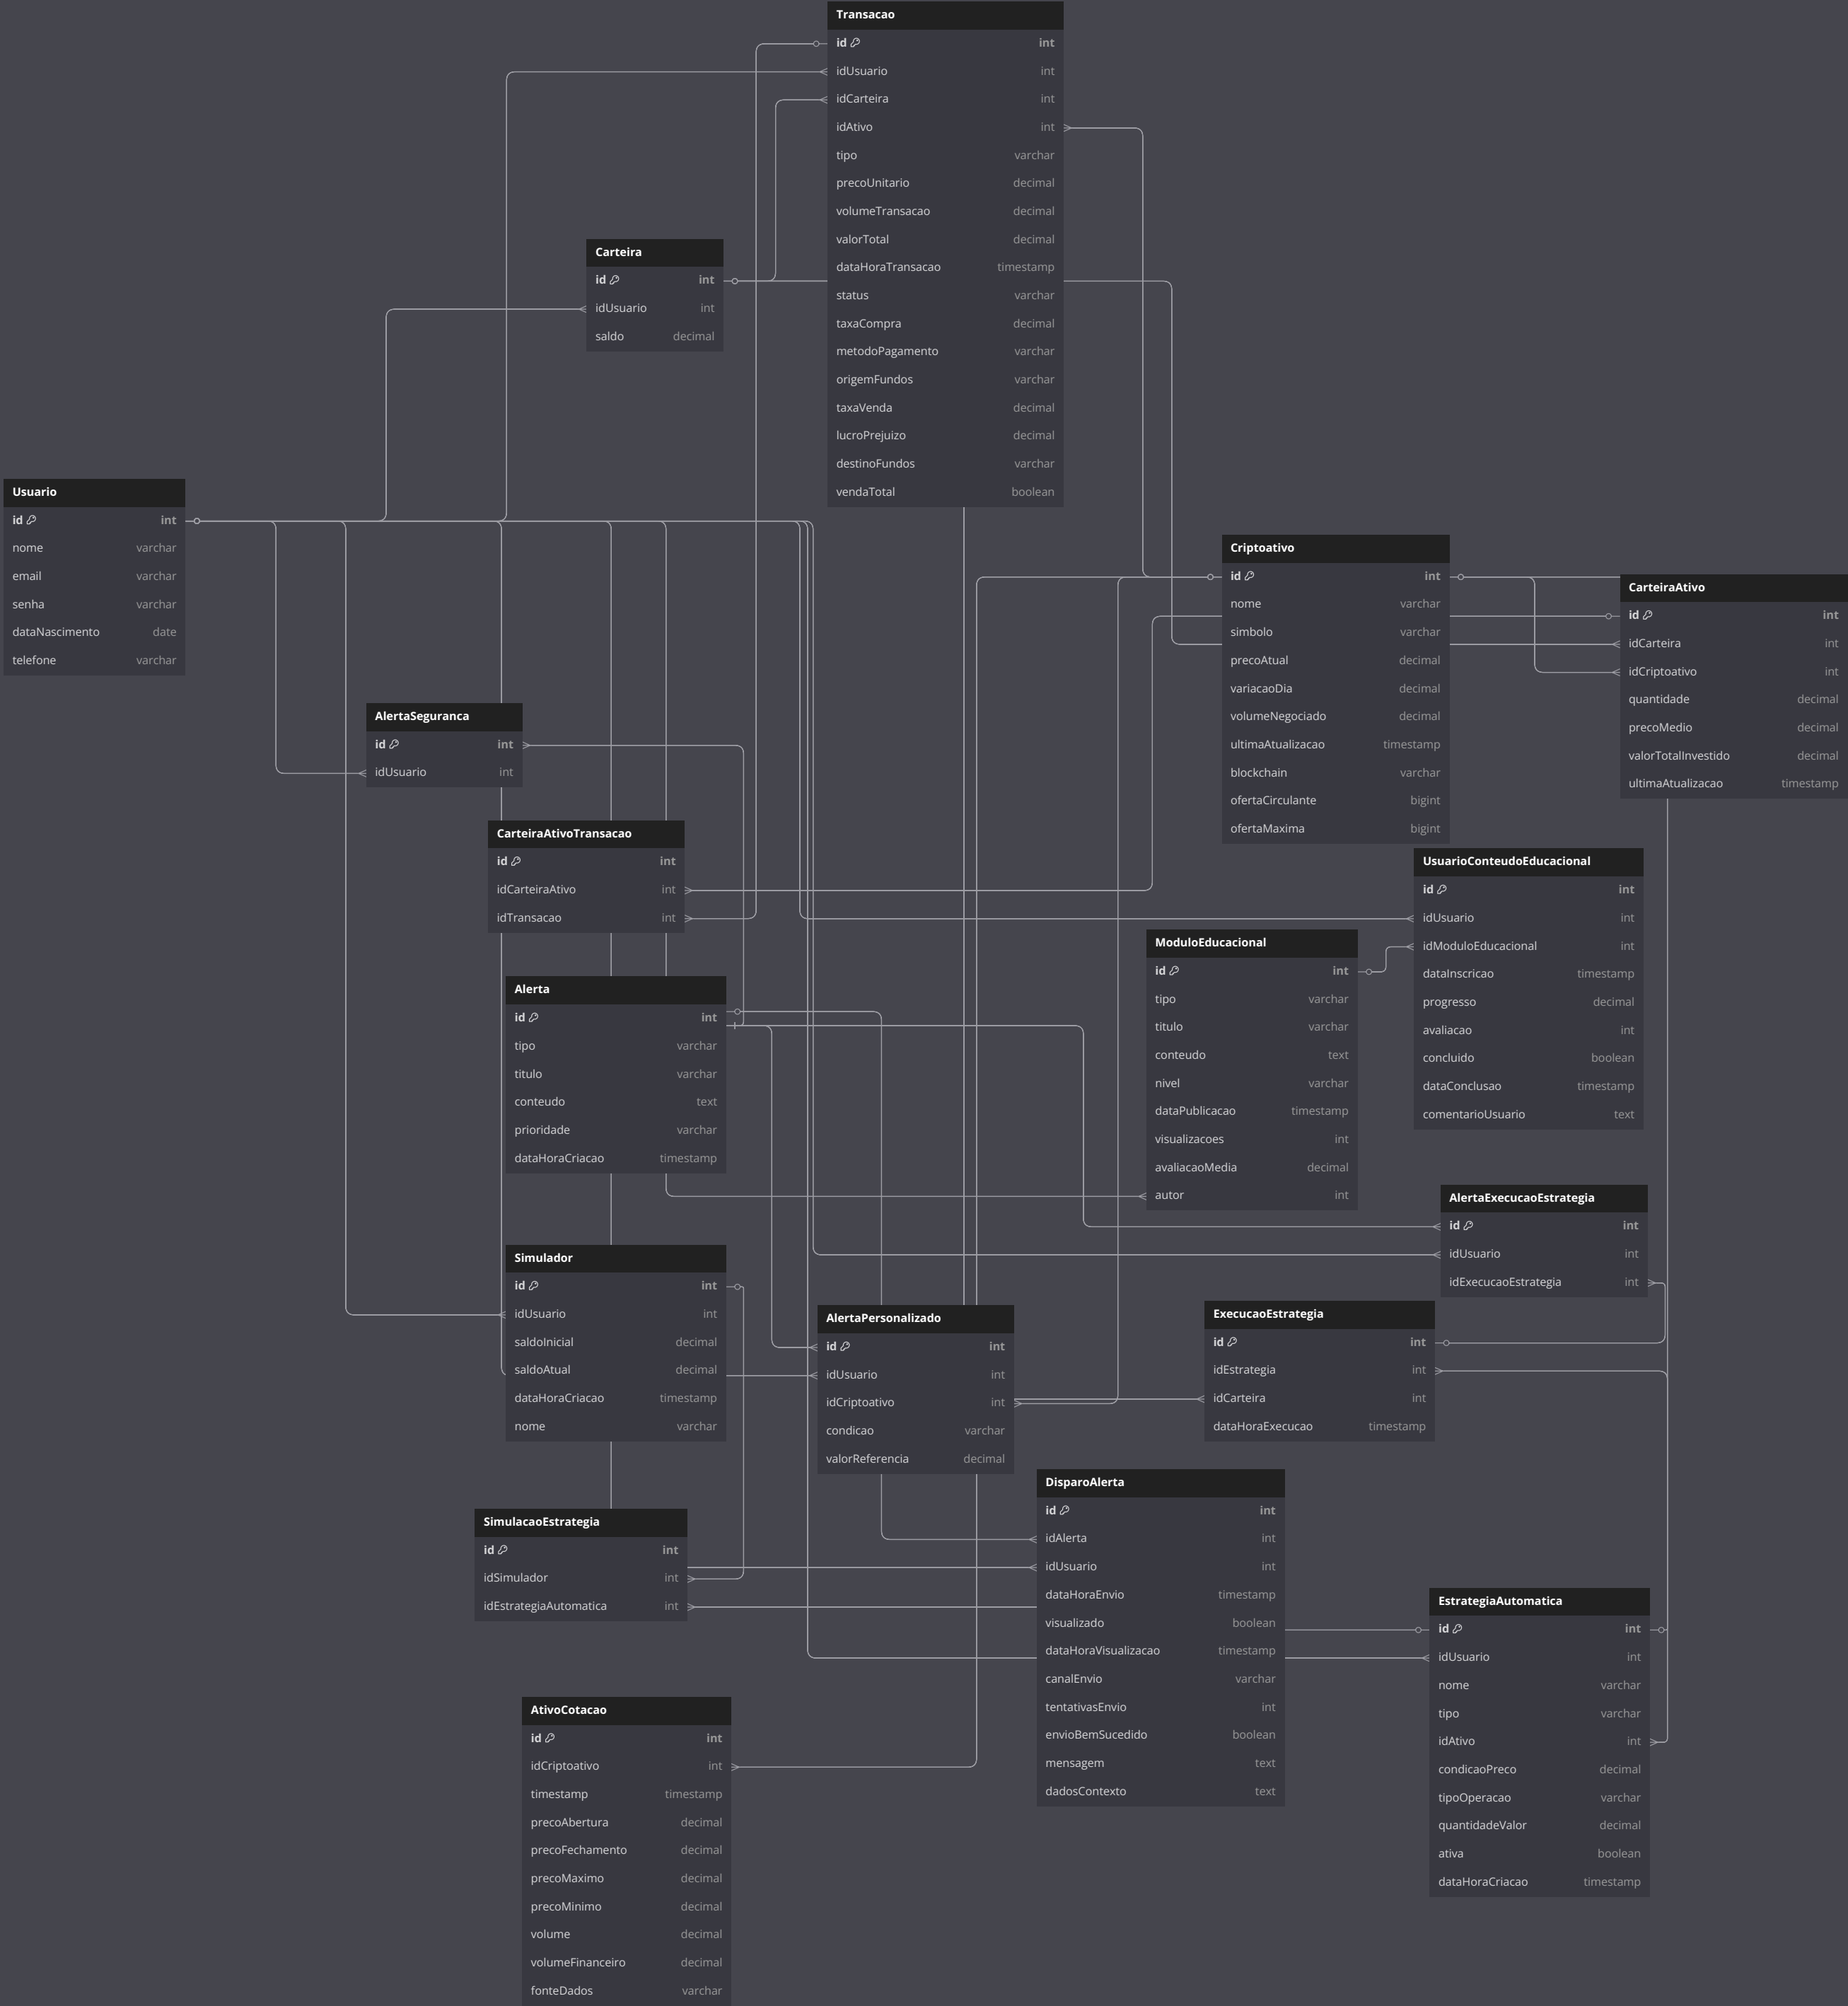 Transacao
id int
idUsuario int
idCarteira int
idAtivo int
tipo varchar
precoUnitario decimal
volumeTransacao decimal
valorTotal decimal
dataHoraTransacao timestamp
status varchar
taxaCompra decimal
metodoPagamento varchar
origemFundos varchar
taxaVenda decimal
lucroPrejuizo decimal
destinoFundos varchar
vendaTotal boolean
Carteira
id int
idUsuario int
saldo decimal
Usuario
id int
nome varchar
email varchar
senha varchar
dataNascimento date
telefone varchar
Criptoativo
id int
nome varchar
simbolo varchar
precoAtual decimal
variacaoDia decimal
volumeNegociado decimal
ultimaAtualizacao timestamp
blockchain varchar
ofertaCirculante bigint
ofertaMaxima bigint
CarteiraAtivo
id int
idCarteira int
idCriptoativo int
quantidade decimal
precoMedio decimal
valorTotalInvestido decimal
ultimaAtualizacao timestamp
AlertaSeguranca
id int
idUsuario int
CarteiraAtivoTransacao
id int
idCarteiraAtivo int
idTransacao int
UsuarioConteudoEducacional
id int
idUsuario int
idModuloEducacional int
dataInscricao timestamp
progresso decimal
avaliacao int
concluido boolean
dataConclusao timestamp
comentarioUsuario text
ModuloEducacional
id int
tipo varchar
titulo varchar
conteudo text
nivel varchar
dataPublicacao timestamp
visualizacoes int
avaliacaoMedia decimal
autor int
Alerta
id int
tipo varchar
titulo varchar
conteudo text
prioridade varchar
dataHoraCriacao timestamp
AlertaExecucaoEstrategia
id int
idUsuario int
idExecucaoEstrategia int
Simulador
id int
idUsuario int
saldoInicial decimal
saldoAtual decimal
dataHoraCriacao timestamp
nome varchar
AlertaPersonalizado
id int
idUsuario int
idCriptoativo int
condicao varchar
valorReferencia decimal
ExecucaoEstrategia
id int
idEstrategia int
idCarteira int
dataHoraExecucao timestamp
DisparoAlerta
id int
idAlerta int
idUsuario int
dataHoraEnvio timestamp
visualizado boolean
dataHoraVisualizacao timestamp
canalEnvio varchar
tentativasEnvio int
envioBemSucedido boolean
mensagem text
dadosContexto text
SimulacaoEstrategia
id int
idSimulador int
idEstrategiaAutomatica int
EstrategiaAutomatica
id int
idUsuario int
nome varchar
tipo varchar
idAtivo int
condicaoPreco decimal
tipoOperacao varchar
quantidadeValor decimal
ativa boolean
dataHoraCriacao timestamp
AtivoCotacao
id int
idCriptoativo int
timestamp timestamp
precoAbertura decimal
precoFechamento decimal
precoMaximo decimal
precoMinimo decimal
volume decimal
volumeFinanceiro decimal
fonteDados varchar